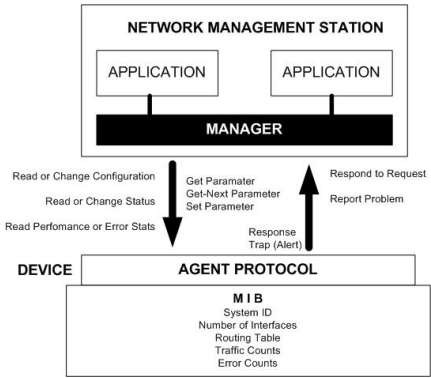 NETWORK MANAGEMENT STATION
APPLICATION
APPLICATION
MANAGER
Read or Change Configuration
Read or Change Status
Read Perfomance or Error Stats
Get Paramater
Get-Next Parameter
Set Parameter
Respond to Request
Report Problem
Response
Trap (Alert)
DEVICE
AGENT PROTOCOL
M I B
System ID
Number of Interfaces
Routing Table
Traffic Counts
Error Counts